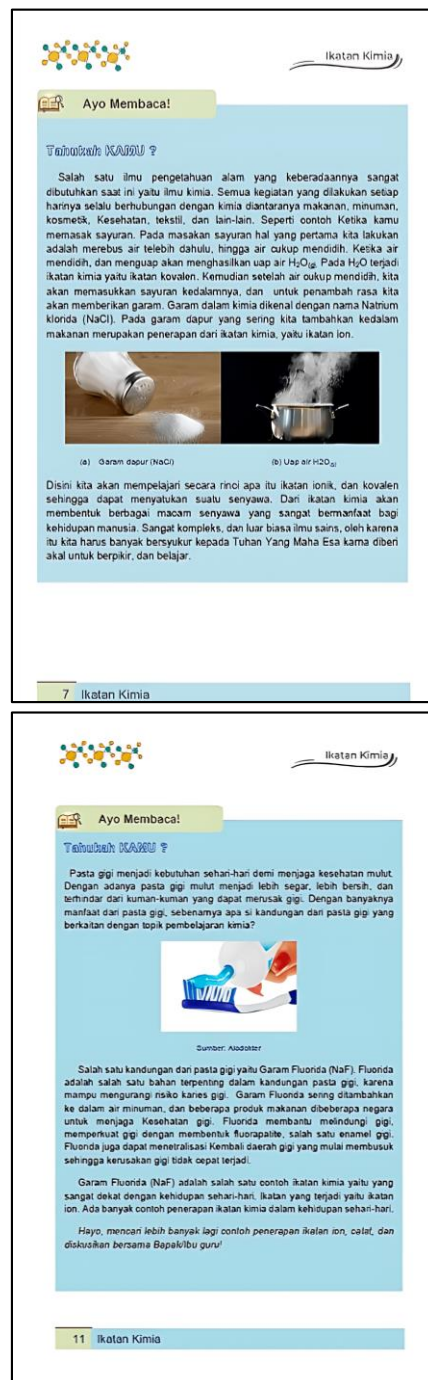 Ikatan Kimia
Ayo Membaca!
Tahukah KAMU ?
Salah satu ilmu pengetahuan alam yang keberadaannya sangat
dibutuhkan saat ini yaitu ilmu kimia. Semua kegiatan yang dilakukan setiap
harinya selalu berhubungan dengan kimia diantaranya makanan, minuman,
kosmetik, Kesehatan, tekstil, dan lain-lain. Seperti contoh Ketika kamu
memasak sayuran. Pada masakan sayuran hal yang pertama kita lakukan
adalah merebus air telebih dahulu, hingga air cukup mendidih. Ketika air
mendidih, dan menguap akan menghasilkan uap air H₂O(g). Pada H₂O terjadi
ikatan kimia yaitu ikatan kovalen. Kemudian setelah air cukup mendidih, kita
akan memasukkan sayuran kedalamnya, dan untuk penambah rasa kita
akan memberikan garam. Garam dalam kimia dikenal dengan nama Natrium
klorida (NaCl). Pada garam dapur yang sering kita tambahkan kedalam
makanan merupakan penerapan dari ikatan kimia, yaitu ikatan ion.
(a) Garam dapur (NaCl)
(b) Uap air H2O(g)
Disini kita akan mempelajari secara rinci apa itu ikatan ionik, dan kovalen
sehingga dapat menyatukan suatu senyawa. Dari ikatan kimia akan
membentuk berbagai macam senyawa yang sangat bermanfaat bagi
kehidupan manusia. Sangat kompleks, dan luar biasa ilmu sains, oleh karena
itu kita harus banyak bersyukur kepada Tuhan Yang Maha Esa karna diberi
akal untuk berpikir, dan belajar.
7 Ikatan Kimia
Ikatan Kimia
Ayo Membaca!
Tahukah KAMU ?
Pasta gigi menjadi kebutuhan sehari-hari demi menjaga kesehatan mulut.
Dengan adanya pasta gigi mulut menjadi lebih segar, lebih bersih, dan
terhindar dari kuman-kuman yang dapat merusak gigi. Dengan banyaknya
manfaat dari pasta gigi, sebenarnya apa si kandungan dari pasta gigi yang
berkaitan dengan topik pembelajaran kimia?
Sumber: Alodokter
Salah satu kandungan dari pasta gigi yaitu Garam Fluorida (NaF). Fluorida
adalah salah satu bahan terpenting dalam kandungan pasta gigi, karena
mampu mengurangi risiko karies gigi. Garam Fluorida sering ditambahkan
ke dalam air minuman, dan beberapa produk makanan dibeberapa negara
untuk menjaga Kesehatan gigi. Fluorida membantu melindungi gigi,
memperkuat gigi dengan membentuk fluorapatite, salah satu enamel gigi.
Fluorida juga dapat menetralisasi Kembali daerah gigi yang mulai membusuk
sehingga kerusakan gigi tidak cepat terjadi.
Garam Fluorida (NaF) adalah salah satu contoh ikatan kimia yaitu yang
sangat dekat dengan kehidupan sehari-hari. Ikatan yang terjadi yaitu ikatan
ion. Ada banyak contoh penerapan ikatan kimia dalam kehidupan sehari-hari.
Hayo, mencari lebih banyak lagi contoh penerapan ikatan ion, catat, dan
diskusikan bersama Bapak/Ibu guru!
11 Ikatan Kimia